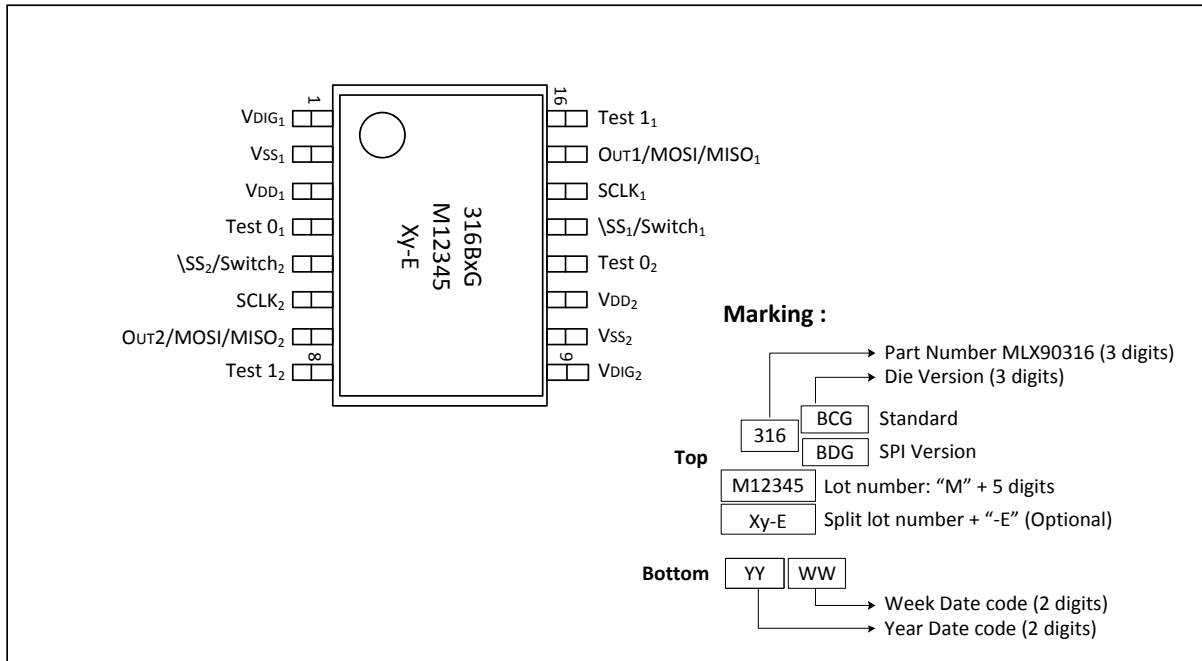 1
16
VDIG₁
Test 1₁
VSS₁
OUT1/MOSI/MISO₁
VDD₁
SCLK₁
Test 0₁
\SS₁/Switch₁
\SS₂/Switch₂
Test 0₂
SCLK₂
VDD₂
OUT2/MOSI/MISO₂
VSS₂
Test 1₂
VDIG₂
8
9
316BxG
M12345
Xy-E
Marking :
Part Number MLX90316 (3 digits)
Die Version (3 digits)
316
BCG Standard
BDG SPI Version
Top
M12345 Lot number: “M” + 5 digits
Xy-E Split lot number + “-E” (Optional)
Bottom YY WW
Week Date code (2 digits)
Year Date code (2 digits)